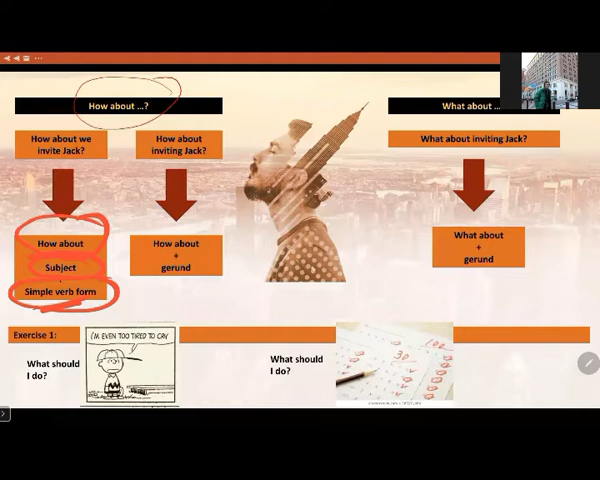 How about ...?
What about ...
How about we
invite Jack?
How about
inviting Jack?
What about inviting Jack?
How about
Subject
+
Simple verb form
How about
+
gerund
What about
+
gerund
Exercise 1:
I'M EVEN TOO TIRED TO CRY
What should
I do?
What should
I do?
30
100